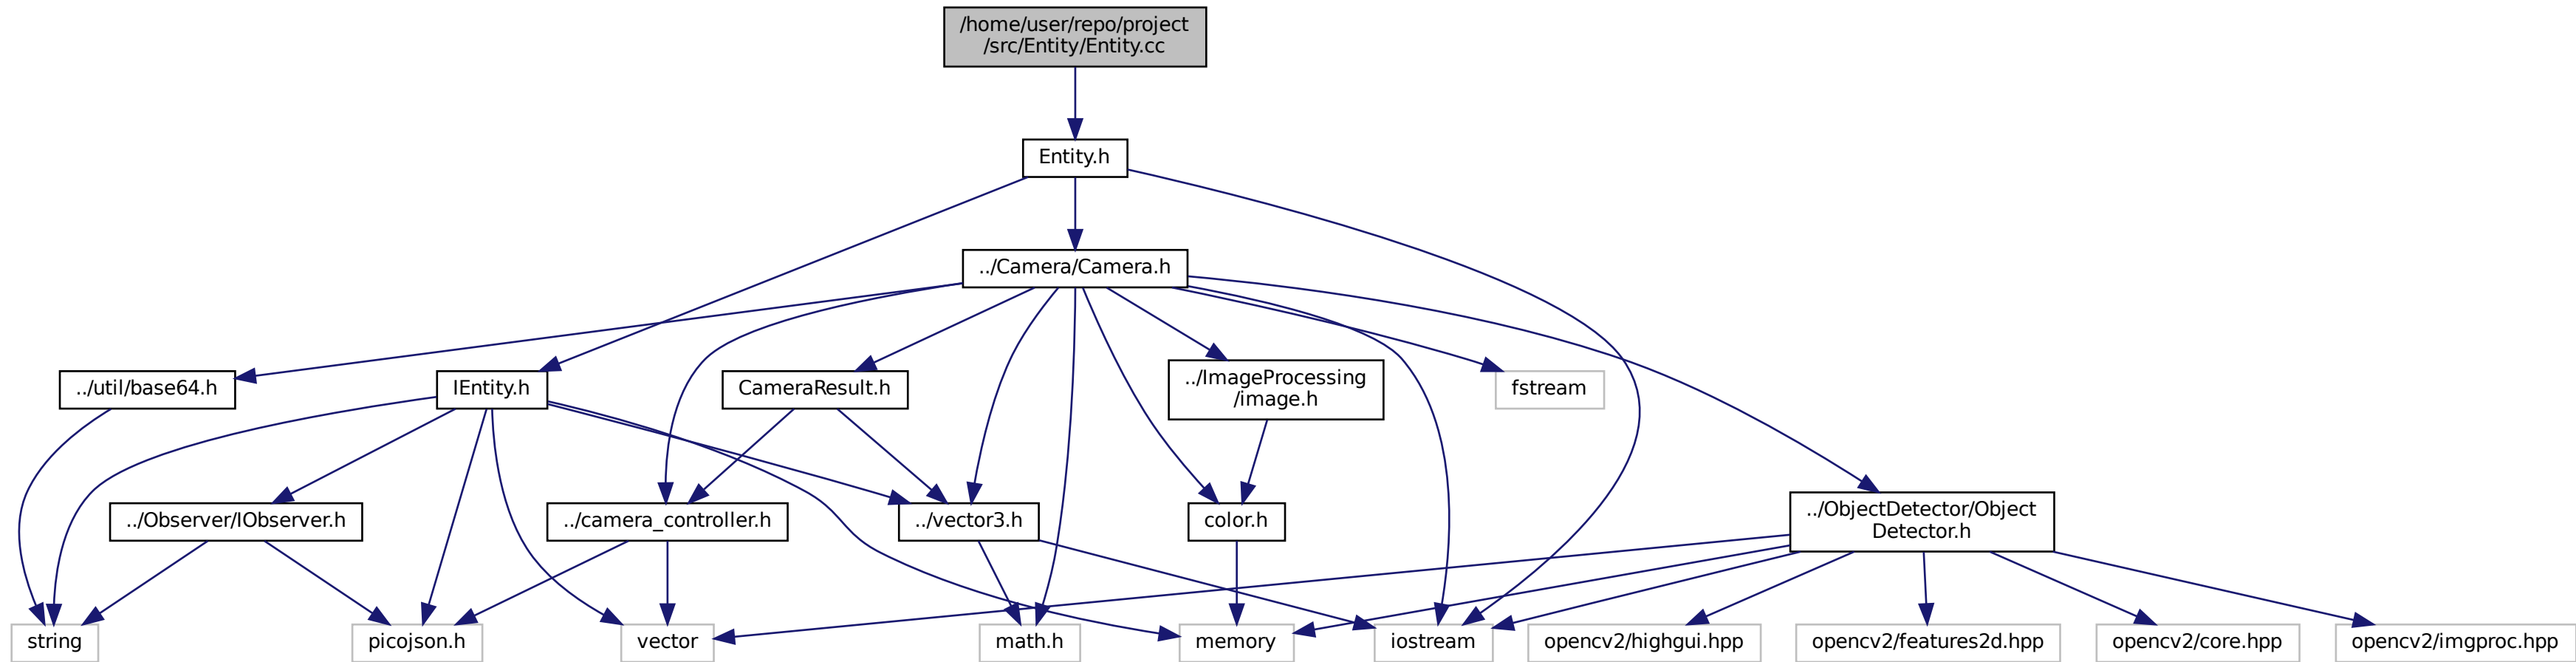 /home/user/repo/project
/src/Entity/Entity.cc
Entity.h
../Camera/Camera.h
../util/base64.h
IEntity.h
CameraResult.h
../ImageProcessing
/image.h
fstream
../Observer/IObserver.h
../camera_controller.h
../vector3.h
color.h
../ObjectDetector/Object
Detector.h
string
picojson.h
vector
math.h
memory
iostream
opencv2/highgui.hpp
opencv2/features2d.hpp
opencv2/core.hpp
opencv2/imgproc.hpp